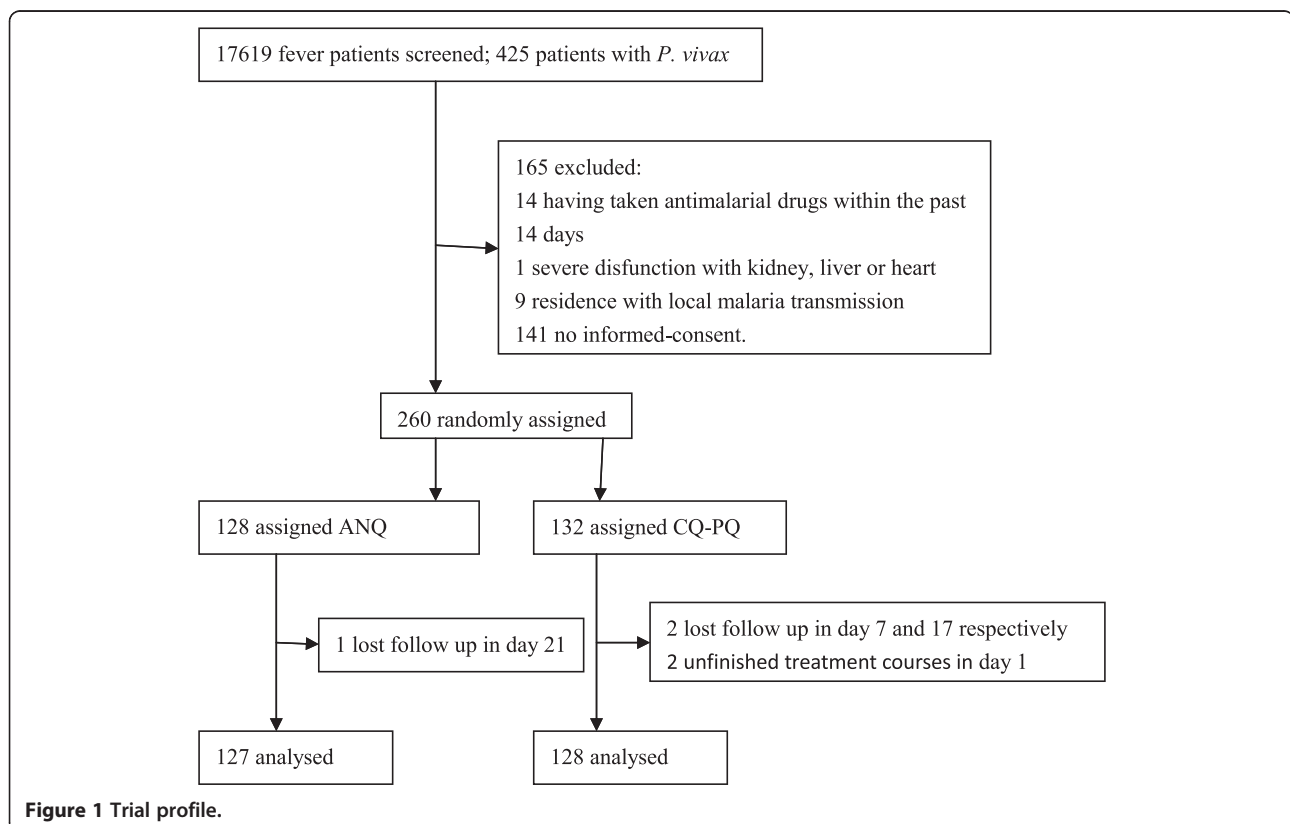 17619 fever patients screened; 425 patients with P. vivax
165 excluded:
14 having taken antimalarial drugs within the past
14 days
1 severe disfunction with kidney, liver or heart
9 residence with local malaria transmission
141 no informed-consent.
260 randomly assigned
128 assigned ANQ
132 assigned CQ-PQ
1 lost follow up in day 21
2 lost follow up in day 7 and 17 respectively
2 unfinished treatment courses in day 1
127 analysed
128 analysed
Figure 1 Trial profile.